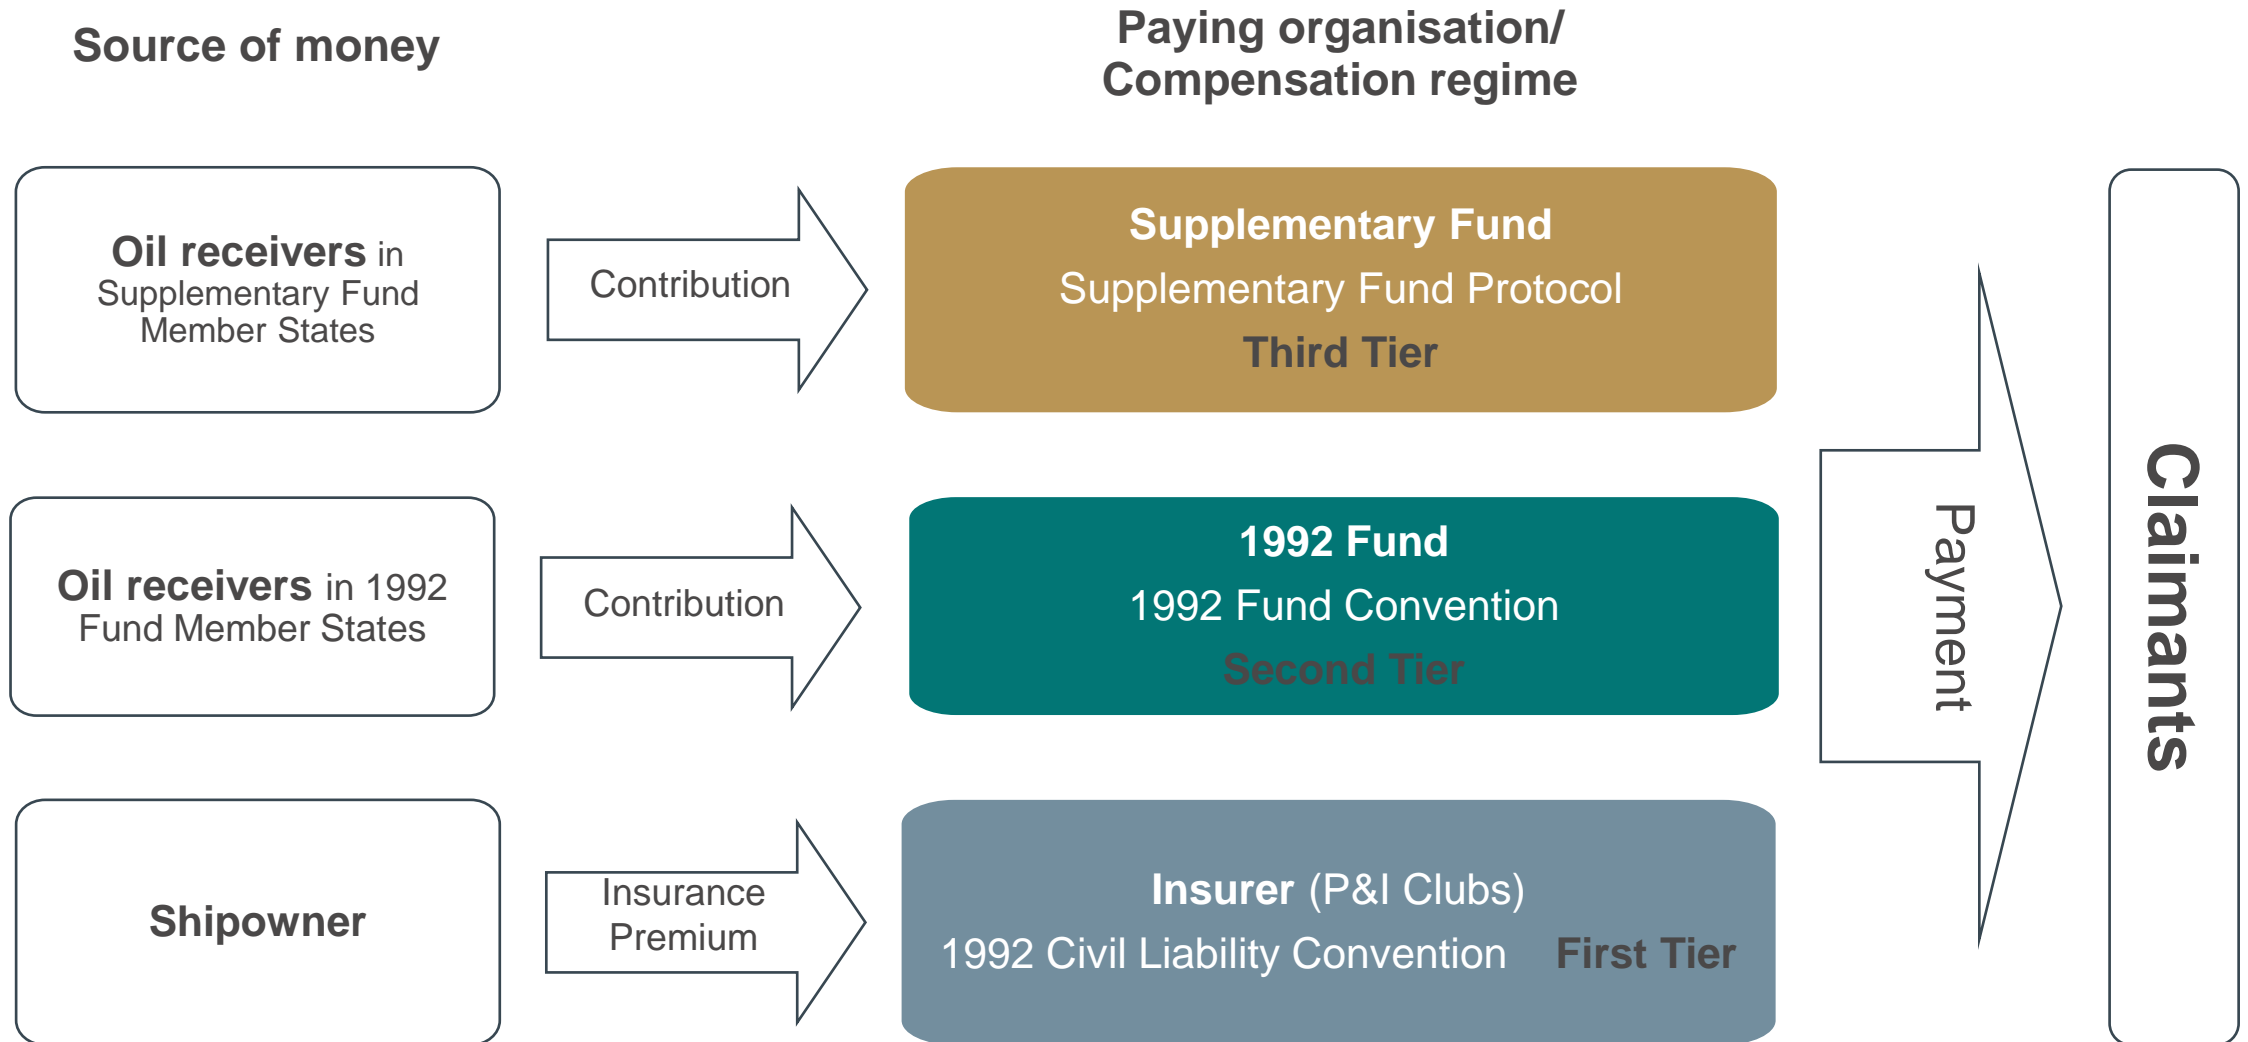 Source of money
Paying organisation/
Compensation regime
Oil receivers in
Supplementary Fund
Member States
Contribution
Supplementary Fund
Supplementary Fund Protocol
Third Tier
Oil receivers in 1992
Fund Member States
Contribution
1992 Fund
1992 Fund Convention
Second Tier
Shipowner
Insurance
Premium
Insurer (P&I Clubs)
1992 Civil Liability Convention First Tier
Payment
Claimants